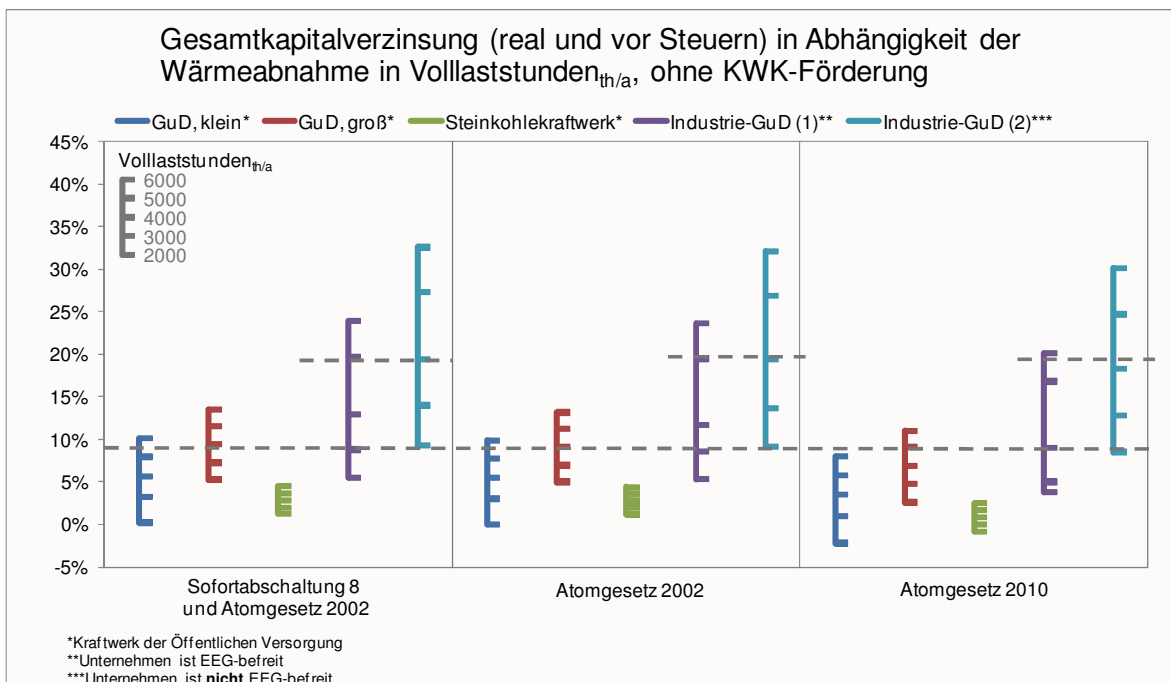 Gesamtkapitalverzinsung (real und vor Steuern) in Abhängigkeit der
Wärmeabnahme in Volllaststunden th/a, ohne KWK-Förderung
GuD, klein* GuD, groß* Steinkohlekraftwerk* Industrie-GuD (1)** Industrie-GuD (2)***
45%
40%
35%
30%
25%
20%
15%
10%
5%
0%
-5%
Volllaststunden th/a
6000
5000
4000
3000
2000
Sofortabschaltung 8
und Atomgesetz 2002
Atomgesetz 2002
Atomgesetz 2010
*Kraftwerk der Öffentlichen Versorgung
**Unternehmen ist EEG-befreit
***Unternehmen ist nicht EEG-befreit